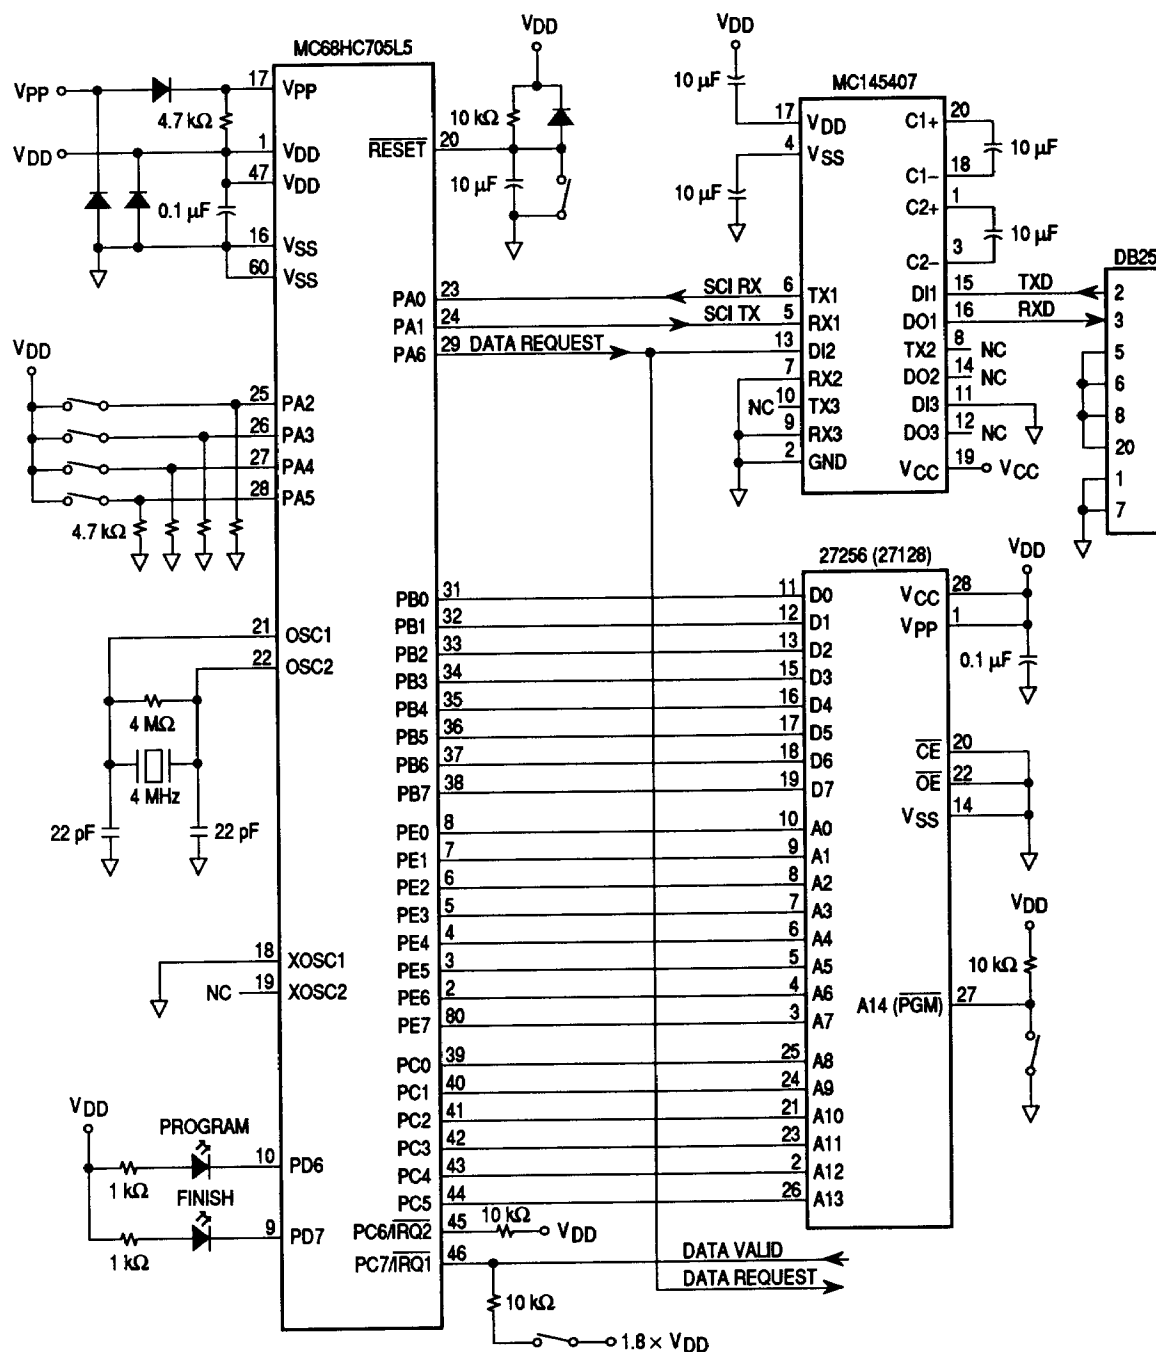 MC68HC705L5
VPP
17
VPP
4.7 kΩ
VDD
1
VDD
47
VDD
0.1 µF
16
VSS
60
VSS
VDD
10 kΩ
RESET
20
10 µF
VDD
10 µF
10 µF
MC145407
17
VDD
4
VSS
C1+
20
10 µF
C1–
18
C2+
1
10 µF
C2–
3
DB25
PA0
23
SCI RX
6
TX1
DI1
15
TXD
2
PA1
24
SCI TX
5
RX1
DO1
16
RXD
3
PA6
29
DATA REQUEST
13
DI2
TX2
8
NC
5
7
RX2
DO2
14
NC
6
NC
10
TX3
DI3
11
8
9
RX3
DO3
12
NC
20
2
GND
VCC
19
VCC
1
7
VDD
25
PA2
26
PA3
27
PA4
28
PA5
4.7 kΩ
27256 (27128)
PB0
31
11
D0
PB1
32
12
D1
PB2
33
13
D2
PB3
34
15
D3
PB4
35
16
D4
PB5
36
17
D5
PB6
37
18
D6
PB7
38
19
D7
PE0
8
10
A0
PE1
7
9
A1
PE2
6
8
A2
PE3
5
7
A3
PE4
4
6
A4
PE5
3
5
A5
PE6
2
4
A6
PE7
80
3
A7
PC0
39
25
A8
PC1
40
24
A9
PC2
41
21
A10
PC3
42
23
A11
PC4
43
2
A12
PC5
44
26
A13
VDD
VCC
28
VPP
1
0.1 µF
CE
20
OE
22
VSS
14
VDD
10 kΩ
A14 (PGM)
27
21
OSC1
22
OSC2
4 MΩ
4 MHz
22 pF
22 pF
18
XOSC1
NC
19
XOSC2
VDD
PROGRAM
10
PD6
1 kΩ
FINISH
9
PD7
1 kΩ
PC6/IRQ2
45
10 kΩ
VDD
PC7/IRQ1
46
DATA VALID
DATA REQUEST
10 kΩ
1.8 × VDD